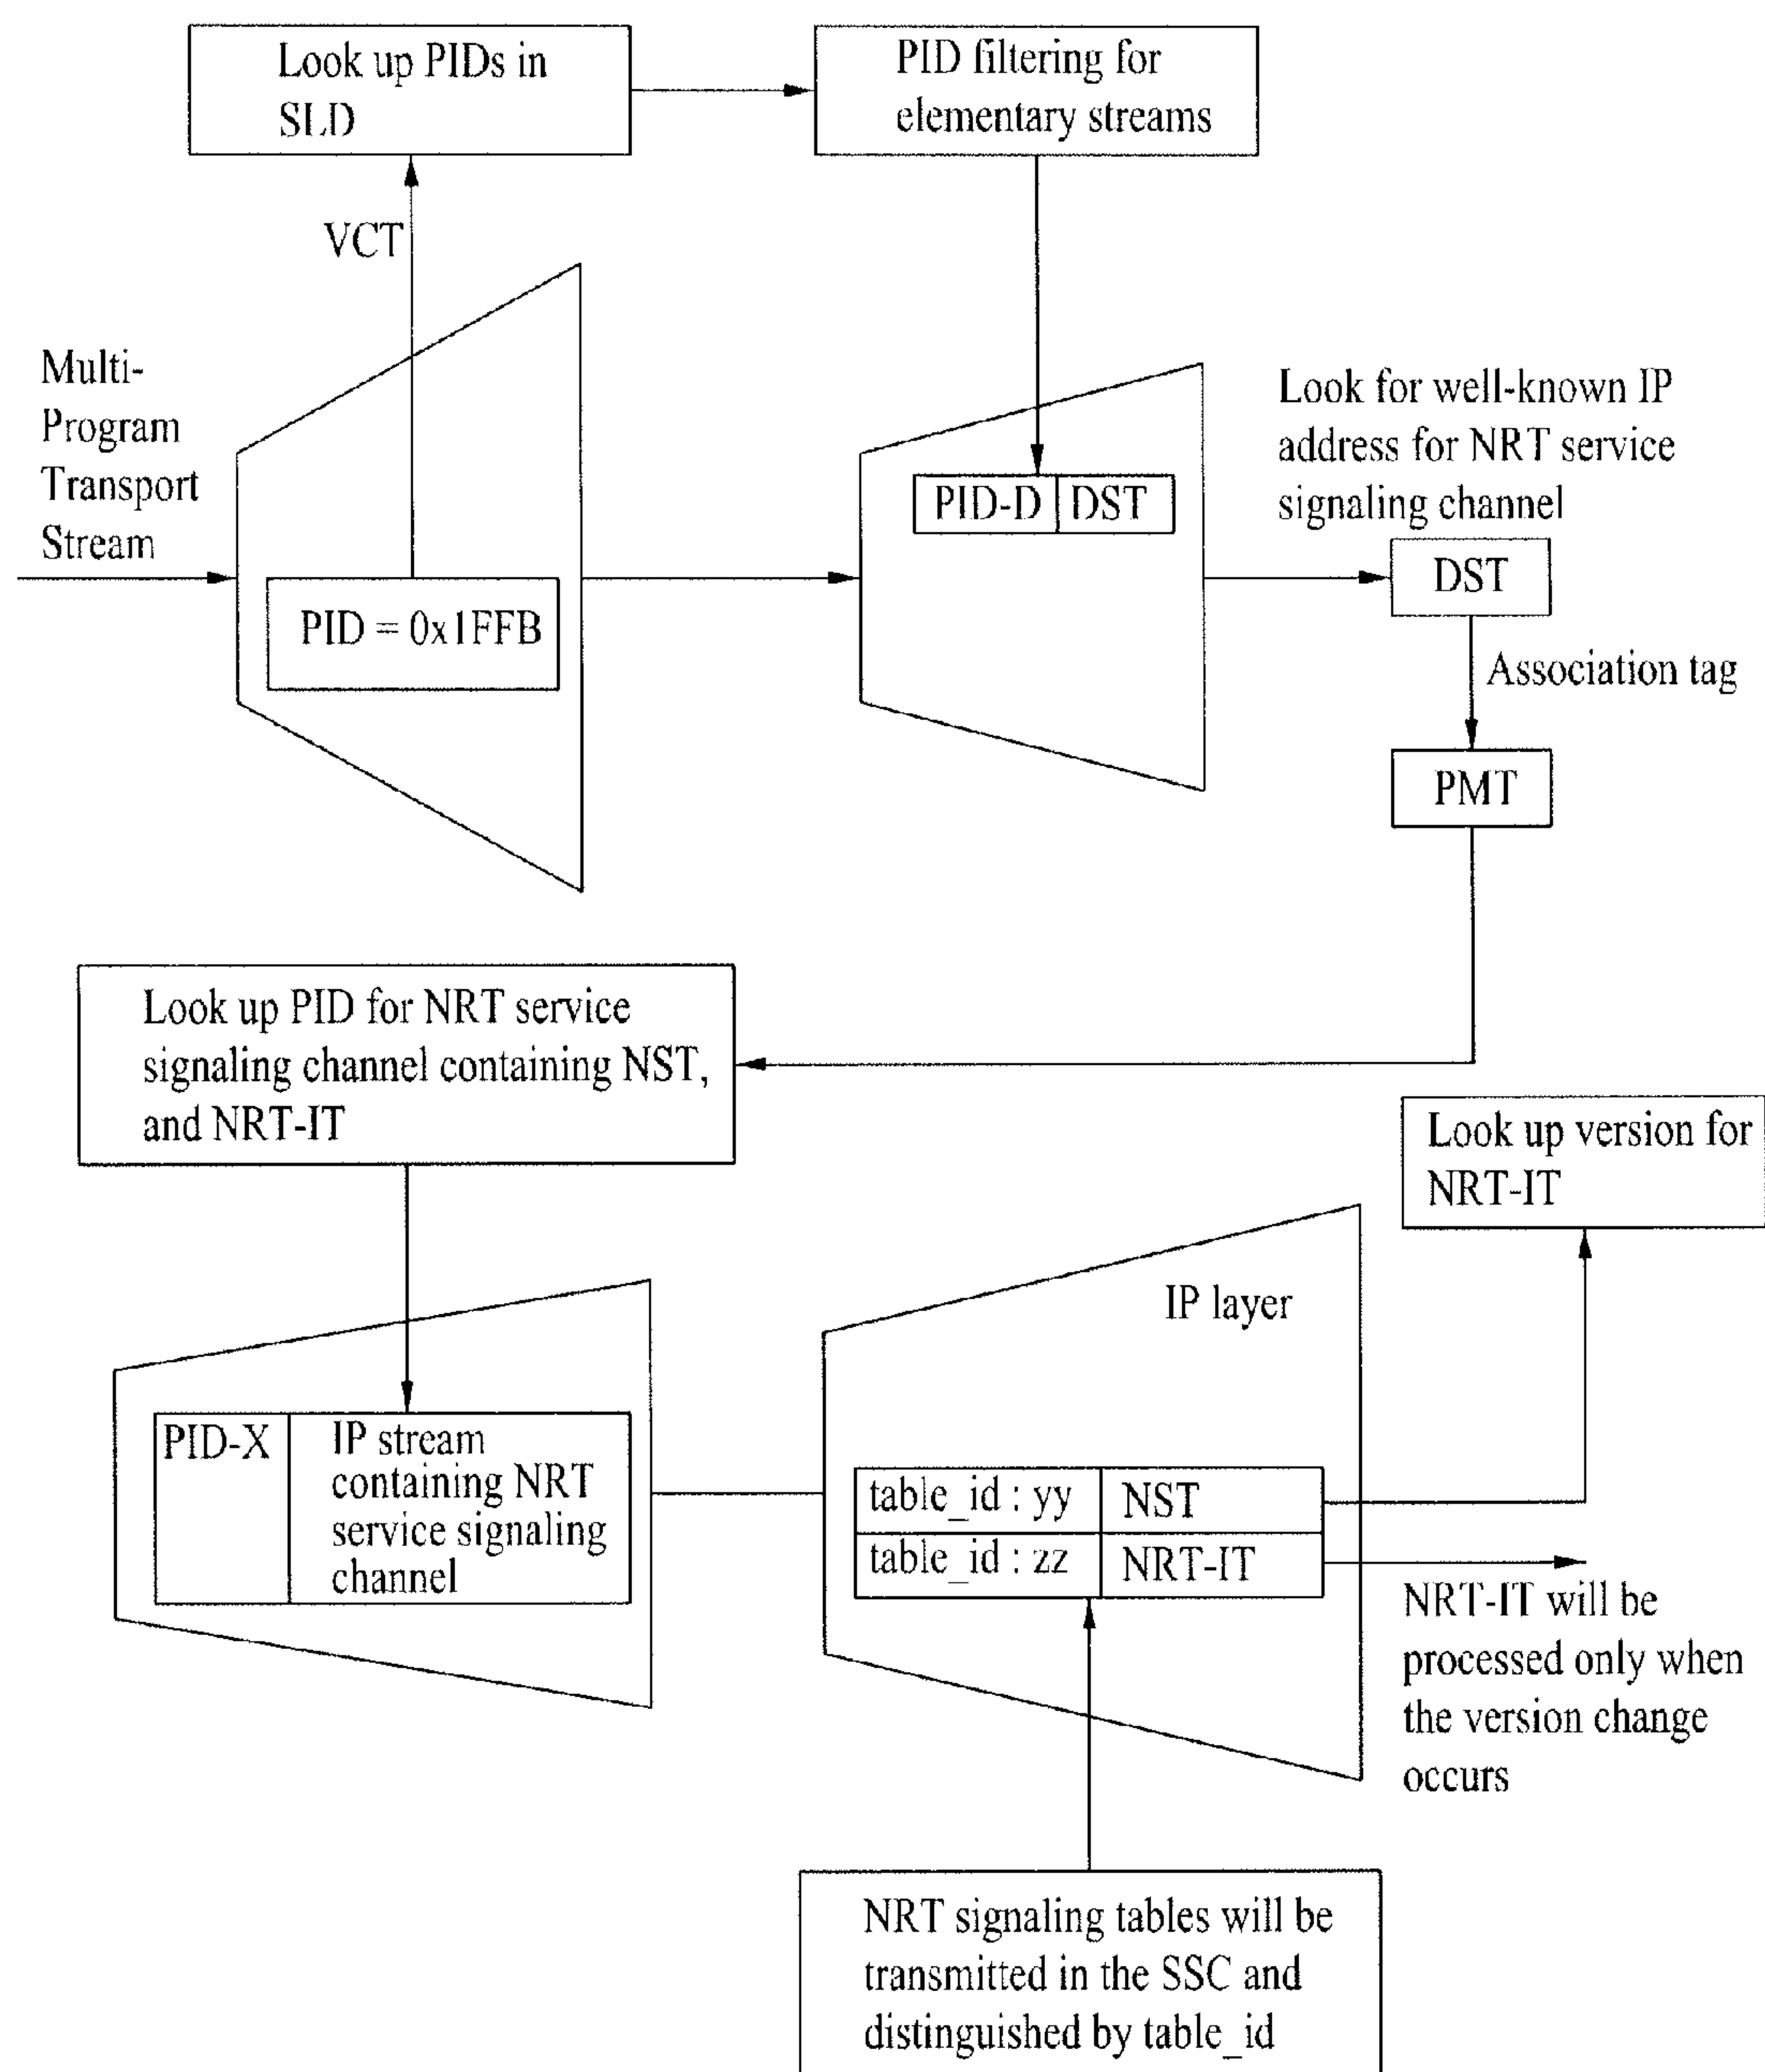 Look up PIDs in
SLD
PID filtering for
elementary streams
VCT
Multi-
Program
Transport
Stream
PID = 0x1FFB
PID-D DST
Look for well-known IP
address for NRT service
signaling channel
DST
Association tag
PMT
Look up PID for NRT service
signaling channel containing NST,
and NRT-IT
Look up version for
NRT-IT
IP layer
PID-X
IP stream
containing NRT
service signaling
channel
table_id : yy NST
table_id : zz NRT-IT
NRT-IT will be
processed only when
the version change
occurs
NRT signaling tables will be
transmitted in the SSC and
distinguished by table_id